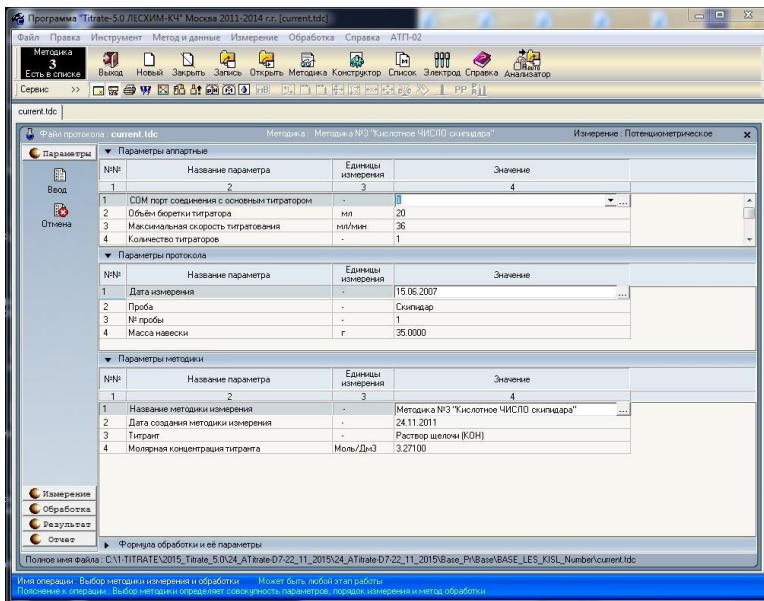 Программа "Titrate-5.0 ЛЕСХИМ-КЧ" Москва 2011-2014 г.г. [current.tdc]
Файл Правка Инструмент Метод и данные Измерение Обработка Справка АТП-02
Методика
3
Есть в списке
Выход Новый Закрыть Запись Открыть Методика Конструктор Список Электрод Справка Анализатор
Сервис >>
pHB
PP
current.tdc
Файл протокола : current.tdc Методика : Методика №3 "Кислотное ЧИСЛО скипидара" Измерение : Потенциометрическое
Параметры
Ввод
Отмена
Параметры аппартные
№№ Название параметра Единицы измерения Значение
1 2 3 4
1 COM порт соединения с основным титратором - 1
2 Объём бюретки титратора мл 20
3 Максимальная скорость титратования мл/мин 36
4 Количество титраторов - 1
Параметры протокола
№№ Название параметра Единицы измерения Значение
1 Дата измерения - 15.06.2007
2 Проба - Скипидар
3 № пробы - 1
4 Масса навески г 35.0000
Параметры методики
№№ Название параметра Единицы измерения Значение
1 2 3 4
1 Название методики измерения - Методика №3 "Кислотное ЧИСЛО скипидара"
2 Дата создания методики измерения - 24.11.2011
3 Титрант - Раствор щелочи (KOH)
4 Молярная концентрация титранта Моль/Дм3 3.27100
Измерение
Обработка
Результат
Отчет
Формула обработки и её параметры
Полное имя файла : C:\1-TITRATE\2015_Titrate_5.0\24_ATitrate-D7-22_11_2015\24_ATitrate-D7-22_11_2015\Base_Pr\Base\BASE_LES_KISL_Number\current.tdc
Имя операции : Выбор методики измерения и обработки Может быть любой этап работы
Пояснение к операции : Выбор методики определяет совокупность параметров, порядок измерения и метод обработки